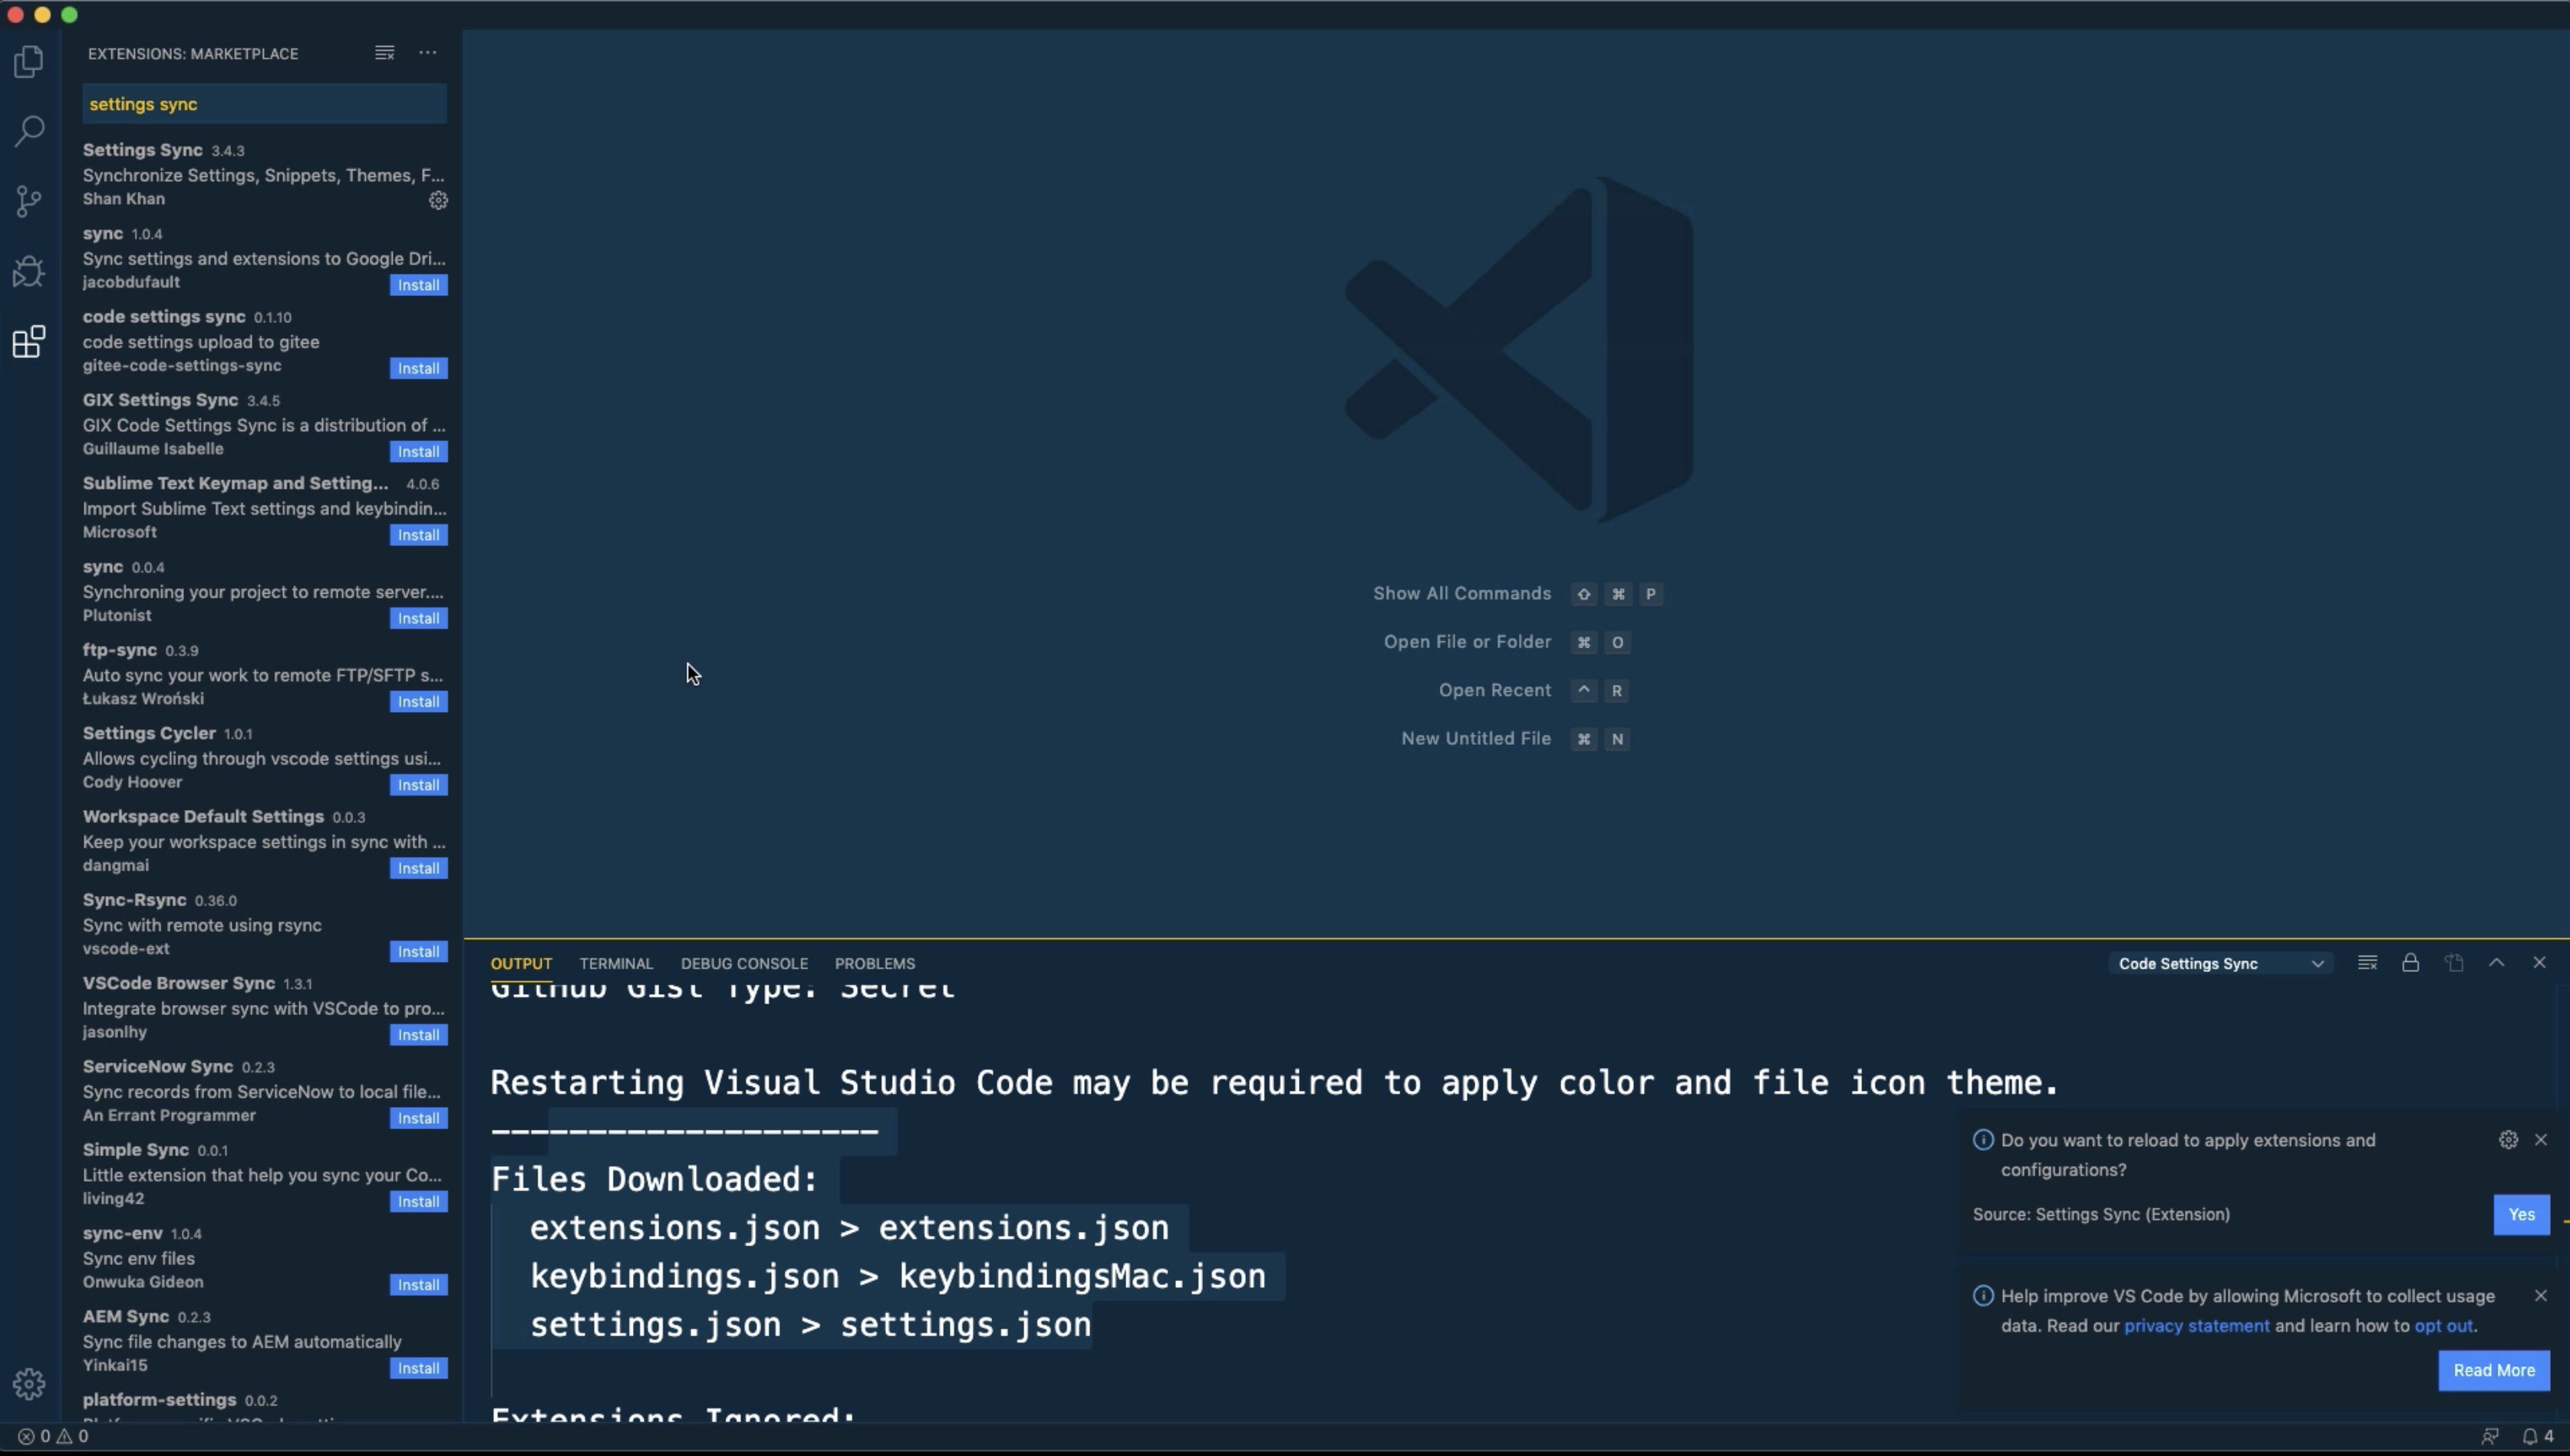 EXTENSIONS: MARKETPLACE
settings sync
Settings Sync 3.4.3
Synchronize Settings, Snippets, Themes, F...
Shan Khan
sync 1.0.4
Sync settings and extensions to Google Dri...
jacobdufault
Install
code settings sync 0.1.10
code settings upload to gitee
gitee-code-settings-sync
Install
GIX Settings Sync 3.4.5
GIX Code Settings Sync is a distribution of ...
Guillaume Isabelle
Install
Sublime Text Keymap and Setting... 4.0.6
Import Sublime Text settings and keybindin...
Microsoft
Install
sync 0.0.4
Synchroning your project to remote server....
Plutonist
Install
ftp-sync 0.3.9
Auto sync your work to remote FTP/SFTP s...
Łukasz Wroński
Install
Settings Cycler 1.0.1
Allows cycling through vscode settings usi...
Cody Hoover
Install
Workspace Default Settings 0.0.3
Keep your workspace settings in sync with ...
dangmai
Install
Sync-Rsync 0.36.0
Sync with remote using rsync
vscode-ext
Install
VSCode Browser Sync 1.3.1
Integrate browser sync with VSCode to pro...
jasonlhy
Install
ServiceNow Sync 0.2.3
Sync records from ServiceNow to local file...
An Errant Programmer
Install
Simple Sync 0.0.1
Little extension that help you sync your Co...
living42
Install
sync-env 1.0.4
Sync env files
Onwuka Gideon
Install
AEM Sync 0.2.3
Sync file changes to AEM automatically
Yinkai15
Install
platform-settings 0.0.2
Show All Commands ⇧ ⌘ P
Open File or Folder ⌘ O
Open Recent ^ R
New Untitled File ⌘ N
OUTPUT TERMINAL DEBUG CONSOLE PROBLEMS
Code Settings Sync
Github Gist Type: Secret
Restarting Visual Studio Code may be required to apply color and file icon theme.
--------------------
Files Downloaded:
extensions.json > extensions.json
keybindings.json > keybindingsMac.json
settings.json > settings.json
Extensions Ignored:
Do you want to reload to apply extensions and
configurations?
Source: Settings Sync (Extension)
Yes
Help improve VS Code by allowing Microsoft to collect usage
data. Read our privacy statement and learn how to opt out.
Read More
0 0
4